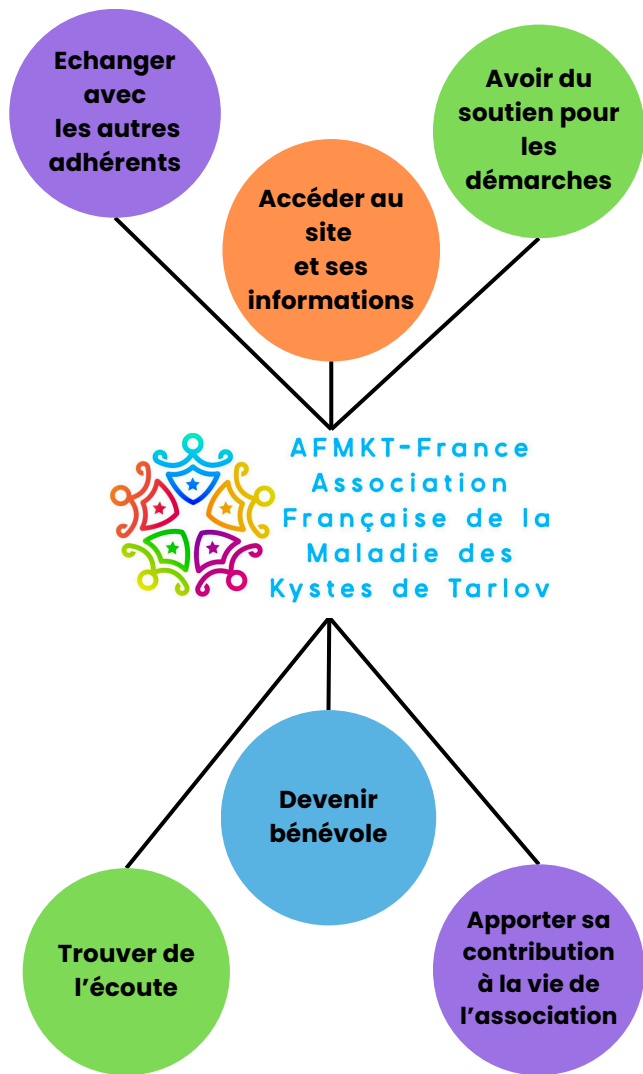 Echanger
avec
les autres
adhérents
Avoir du
soutien pour
les
démarches
Accéder au
site
et ses
informations
AFMKT-France
Association
Française de la
Maladie des
Kystes de Tarlov
Devenir
bénévole
Trouver de
l'écoute
Apporter sa
contribution
à la vie de
l'association